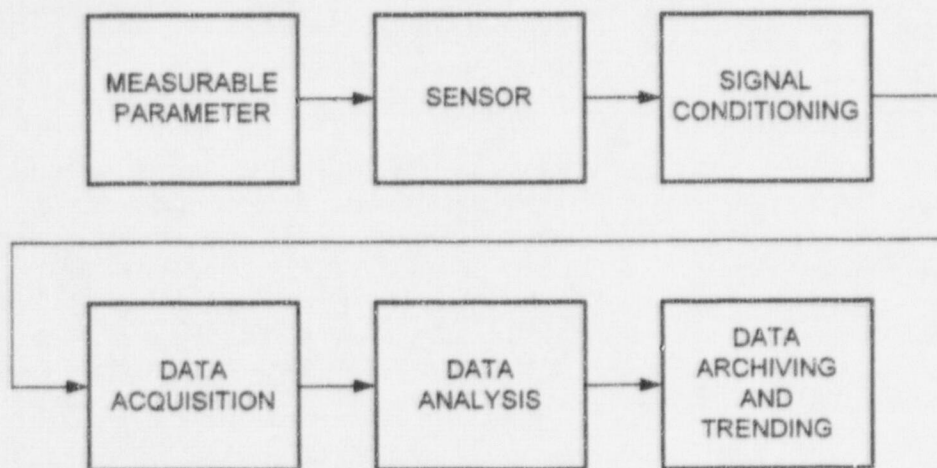 MEASURABLE
PARAMETER
SENSOR
SIGNAL
CONDITIONING
DATA
ACQUISITION
DATA
ANALYSIS
DATA
ARCHIVING
AND
TRENDING